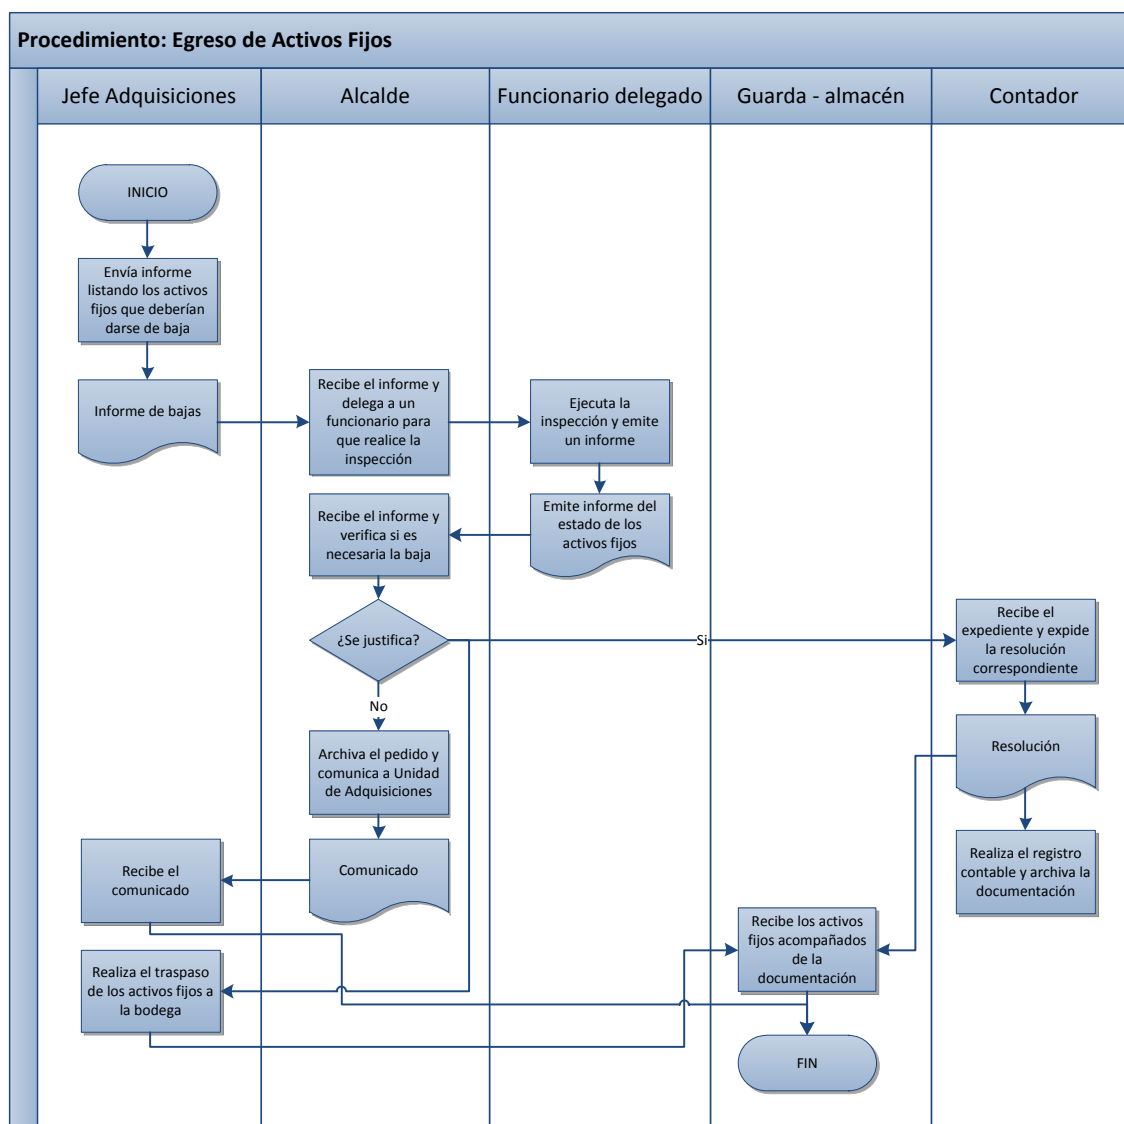 Procedimiento: Egreso de Activos Fijos
Jefe Adquisiciones
Alcalde
Funcionario delegado
Guarda - almacén
Contador
INICIO
Envía informe
listando los activos
fijos que deberían
darse de baja
Informe de bajas
Recibe el informe y
delega a un
funcionario para
que realice la
inspección
Ejecuta la
inspección y emite
un informe
Emite informe del
estado de los
activos fijos
Recibe el informe y
verifica si es
necesaria la baja
¿Se justifica?
Si
No
Recibe el
expediente y expide
la resolución
correspondiente
Resolución
Archiva el pedido y
comunica a Unidad
de Adquisiciones
Comunicado
Recibe el
comunicado
Realiza el registro
contable y archiva la
documentación
Recibe los activos
fijos acompañados
de la
documentación
Realiza el traspaso
de los activos fijos a
la bodega
FIN